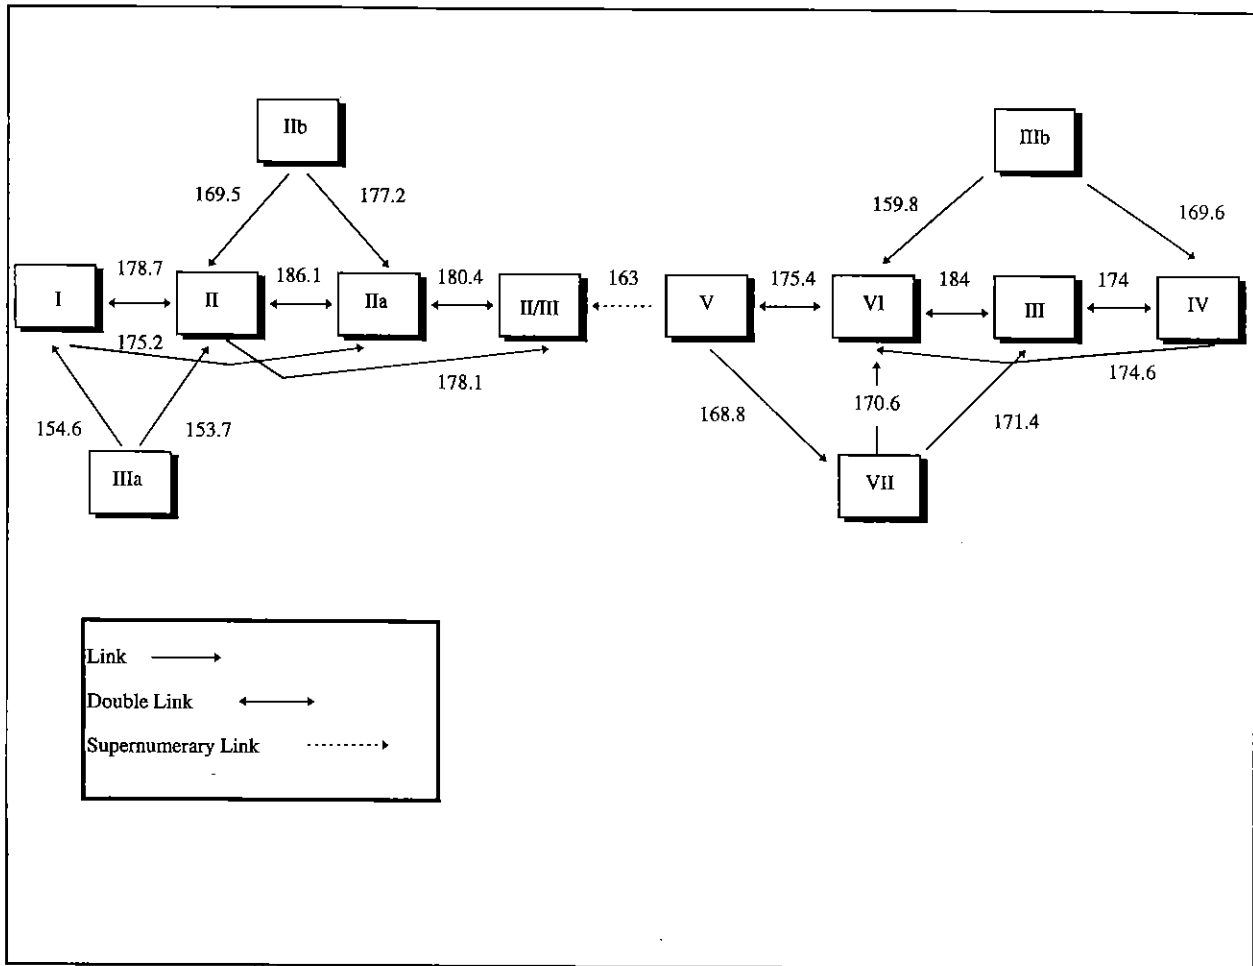 IIb
IIIb
169.5
177.2
159.8
169.6
I
178.7
II
186.1
IIa
180.4
II/III
163
V
175.4
VI
184
III
174
IV
175.2
178.1
174.6
154.6
153.7
168.8
170.6
171.4
IIIa
VII
Link
Double Link
Supernumerary Link